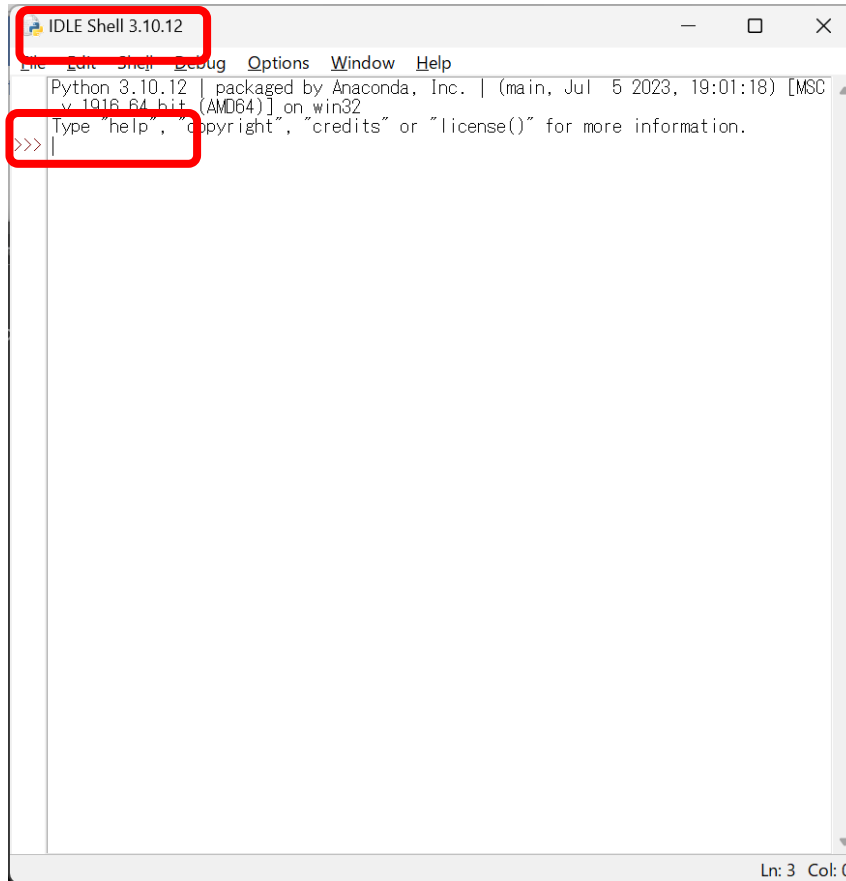 IDLE Shell 3.10.12
File Edit Shell Debug Options Window Help
Python 3.10.12 | packaged by Anaconda, Inc. | (main, Jul  5 2023, 19:01:18) [MSC
v.1916 64 bit (AMD64)] on win32
Type "help", "copyright", "credits" or "license()" for more information.
>>>
Ln: 3 Col: 0